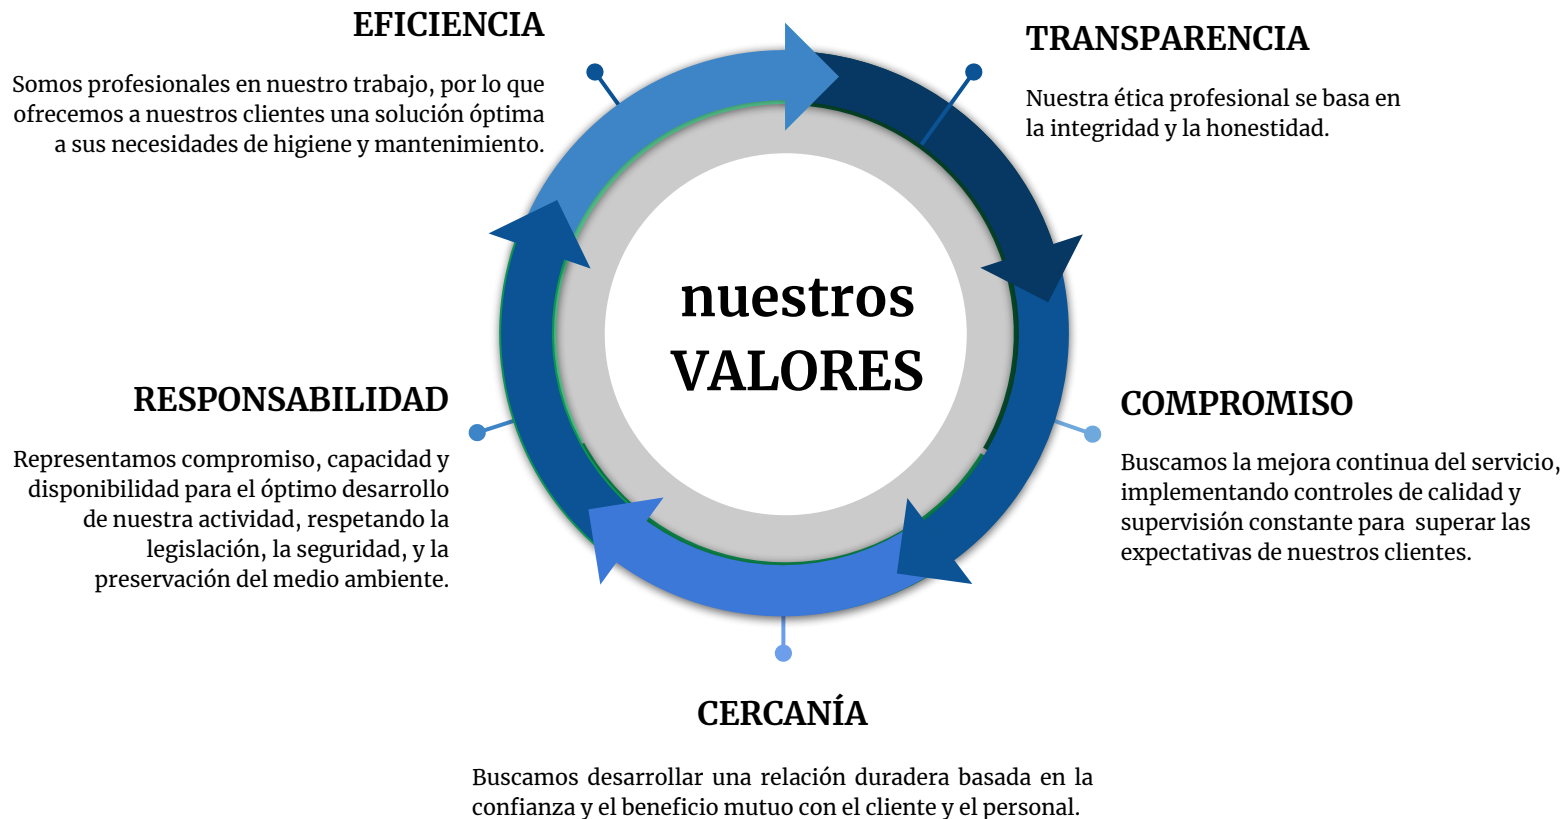 EFICIENCIA
Somos profesionales en nuestro trabajo, por lo que
ofrecemos a nuestros clientes una solución óptima
a sus necesidades de higiene y mantenimiento.
TRANSPARENCIA
Nuestra ética profesional se basa en
la integridad y la honestidad.
nuestros
VALORES
RESPONSABILIDAD
Representamos compromiso, capacidad y
disponibilidad para el óptimo desarrollo
de nuestra actividad, respetando la
legislación, la seguridad, y la
preservación del medio ambiente.
COMPROMISO
Buscamos la mejora continua del servicio,
implementando controles de calidad y
supervisión constante para superar las
expectativas de nuestros clientes.
CERCANÍA
Buscamos desarrollar una relación duradera basada en la
confianza y el beneficio mutuo con el cliente y el personal.